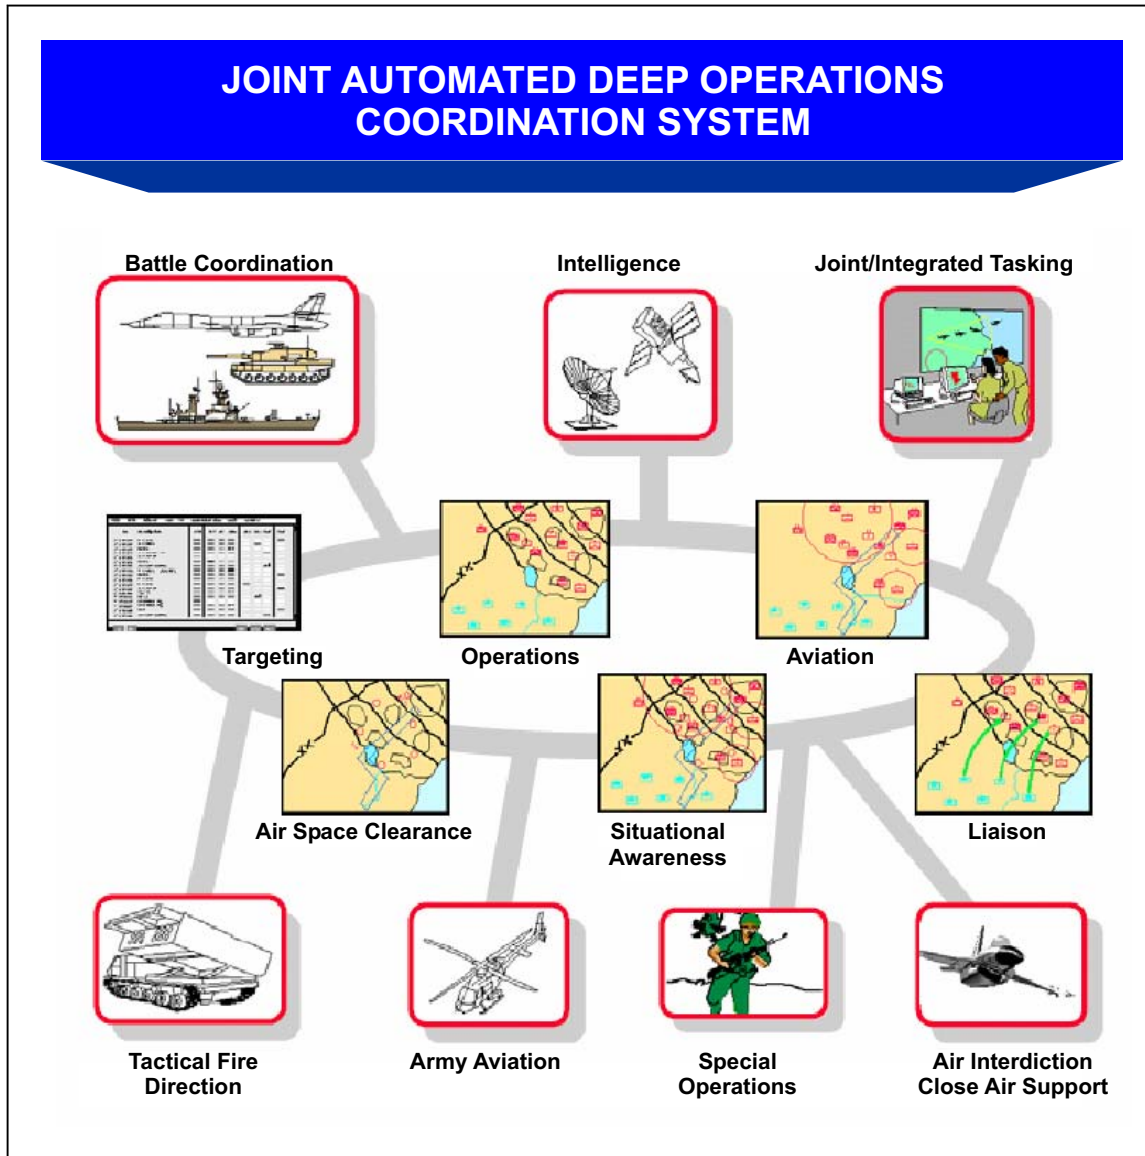 JOINT AUTOMATED DEEP OPERATIONS
COORDINATION SYSTEM
Battle Coordination
Intelligence
Joint/Integrated Tasking
Targeting
Operations
Aviation
Air Space Clearance
Situational
Awareness
Liaison
Tactical Fire
Direction
Army Aviation
Special
Operations
Air Interdiction
Close Air Support